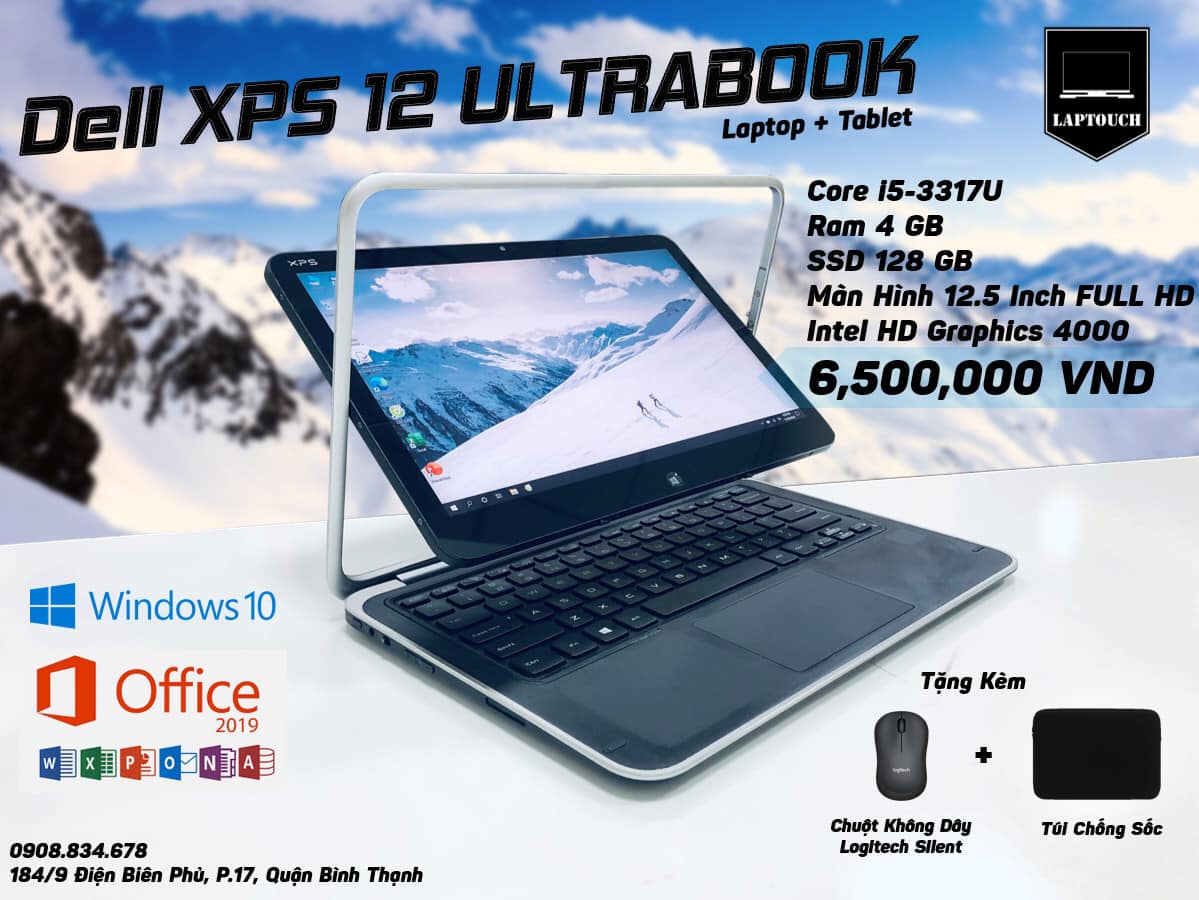 Dell XPS 12 ULTRABOOK
Laptop + Tablet
LAPTOUCH
Core i5-3317U
Ram 4 GB
SSD 128 GB
Màn Hình 12.5 Inch FULL HD
Intel HD Graphics 4000
6,500,000 VND
XPS
Windows 10
Office
2019
W X P O N A
Tặng Kèm
logitech
+
Chuột Không Dây
Logitech Silent
Túi Chống Sốc
0908.834.678
184/9 Điện Biên Phủ, P.17, Quận Bình Thạnh